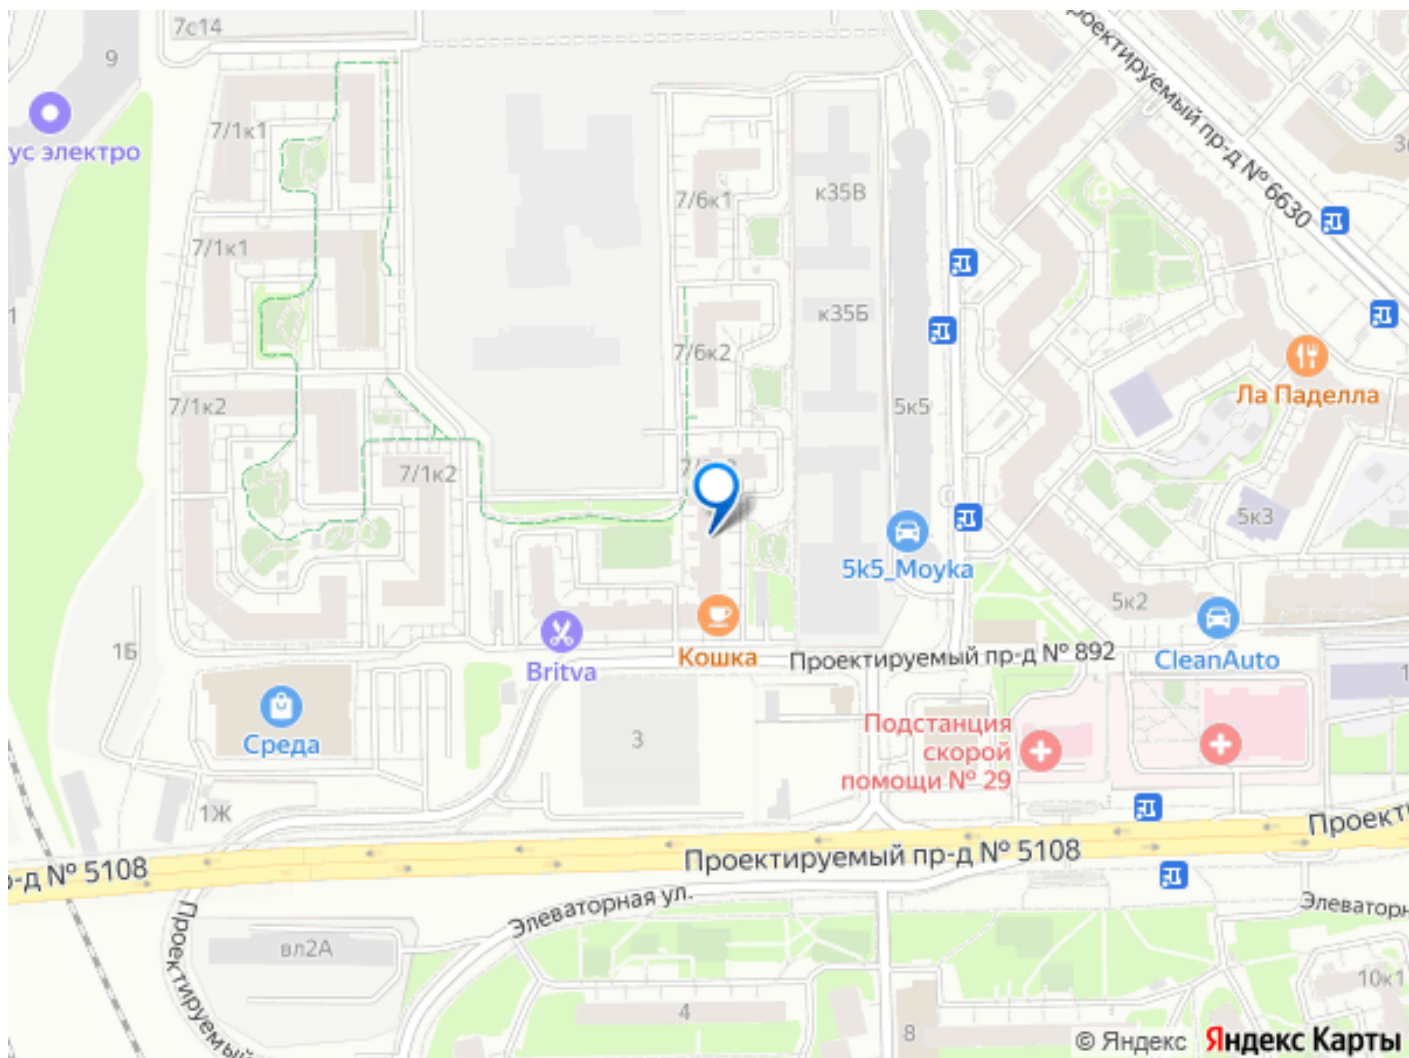 7с14
9
ус электро
7/1к1
7/1к1
7/1к2
7/1к2
7/6к1
7/6к2
к35В
к35Б
5к5
Проектируемый пр-д № 6630
Ла Паделла
5к3
5к2
5k5_Moyka
CleanAuto
Кошка
Britva
Проектируемый пр-д № 892
1Б
Среда
3
Подстанция
скорой
помощи № 29
1Ж
Проектируемый пр-д № 5108
р-д № 5108
Проект
Элеваторная ул.
Элеваторн
Проектируемый
вл2А
4
8
10к1
© Яндекс
Яндекс Карты